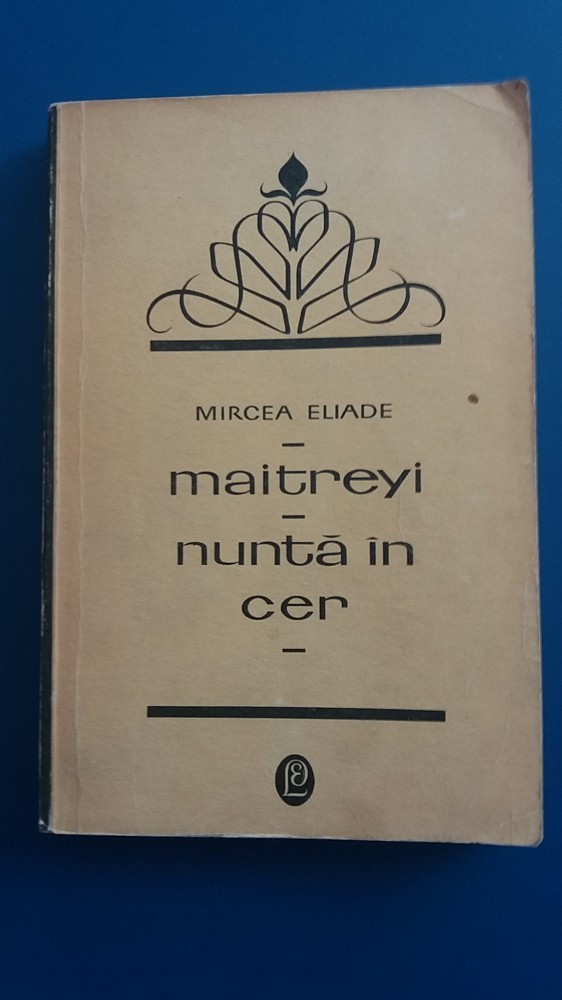 MIRCEA ELIADE
maitreyi
nuntă în
cer